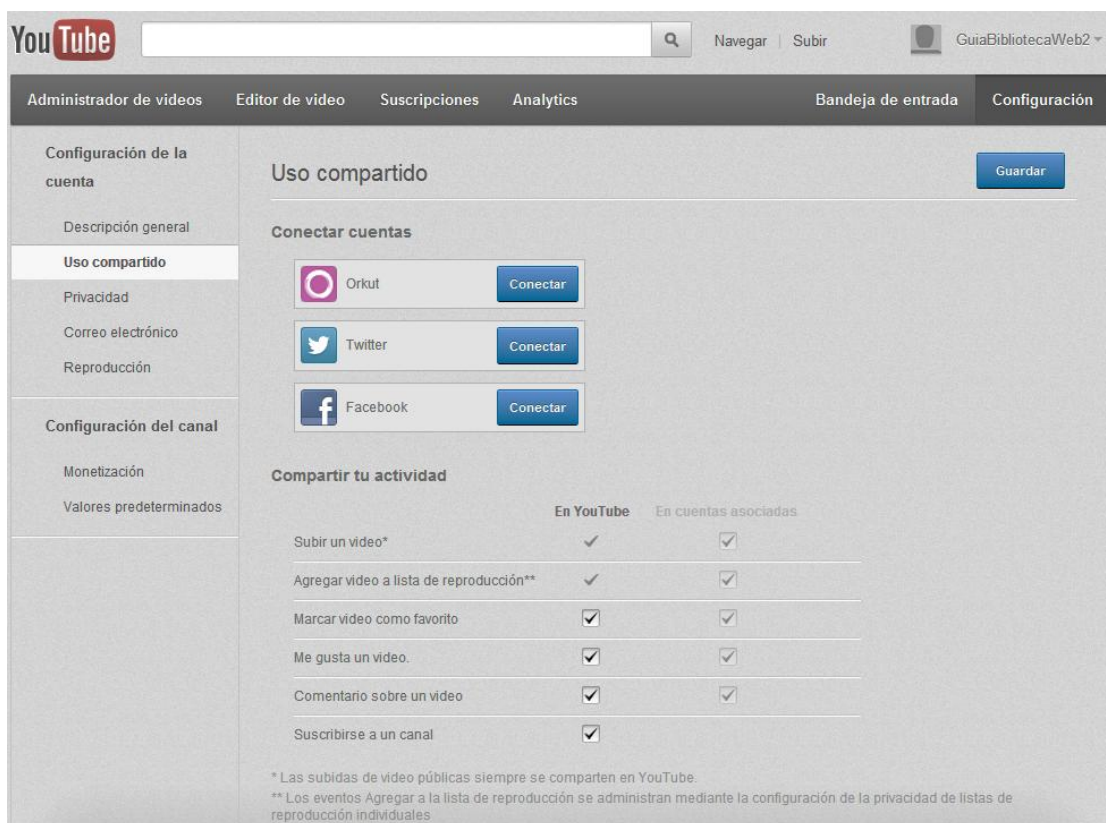 YouTube
Navegar | Subir
GuiaBibliotecaWeb2
Administrador de videos
Editor de video
Suscripciones
Analytics
Bandeja de entrada
Configuración
Configuración de la
cuenta
Descripción general
Uso compartido
Privacidad
Correo electrónico
Reproducción
Configuración del canal
Monetización
Valores predeterminados
Uso compartido
Guardar
Conectar cuentas
Orkut
Conectar
Twitter
Conectar
Facebook
Conectar
Compartir tu actividad
En YouTube
En cuentas asociadas
Subir un video*
Agregar video a lista de reproducción**
Marcar video como favorito
Me gusta un video.
Comentario sobre un video
Suscribirse a un canal
* Las subidas de video públicas siempre se comparten en YouTube.
** Los eventos Agregar a la lista de reproducción se administran mediante la configuración de la privacidad de listas de
reproducción individuales